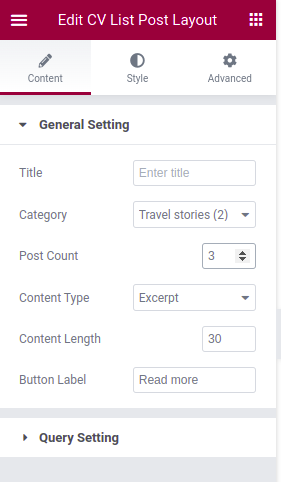 Edit CV List Post Layout
Content Style Advanced
General Setting
Title Enter title
Category Travel stories (2)
Post Count 3
Content Type Excerpt
Content Length 30
Button Label Read more
Query Setting